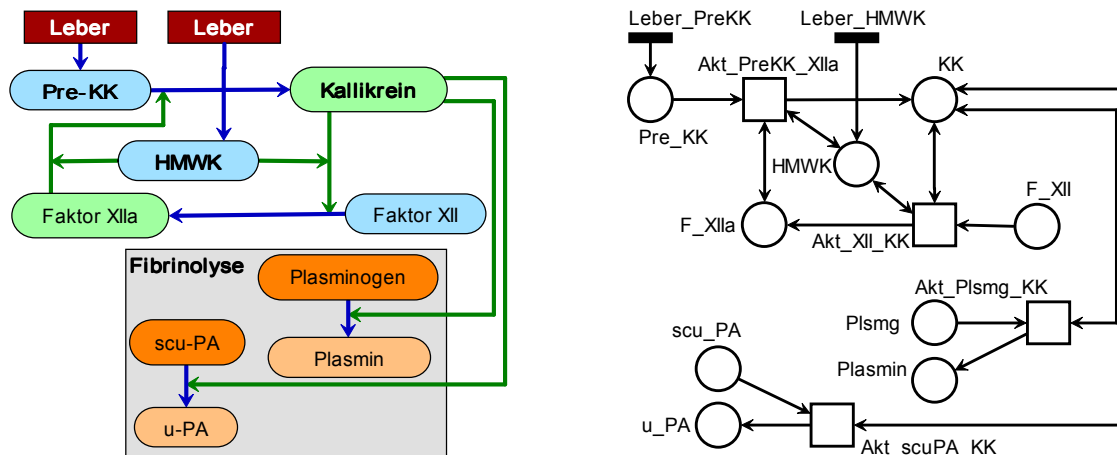 Leber
Leber
Pre-KK
Kallikrein
HMWK
Faktor XIIa
Faktor XII
Fibrinolyse
Plasminogen
scu-PA
Plasmin
u-PA
Leber_PreKK
Leber_HMWK
Akt_PreKK_XIIa
KK
Pre_KK
HMWK
F_XII
F_XIIa
Akt_XII_KK
Akt_Plsmg_KK
Plsmg
scu_PA
Plasmin
u_PA
Akt_scuPA_KK